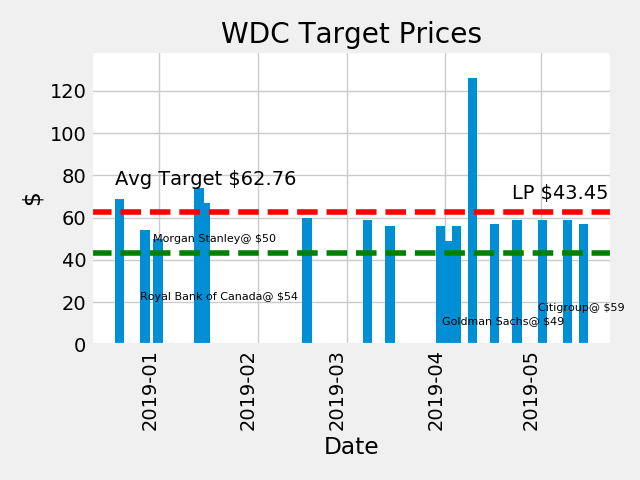 WDC Target Prices
120
100
80
60
40
20
0
$
Avg Target $62.76
LP $43.45
Morgan Stanley@ $50
Royal Bank of Canada@ $54
Citigroup@ $59
Goldman Sachs@ $49
2019-01
2019-02
2019-03
2019-04
2019-05
Date